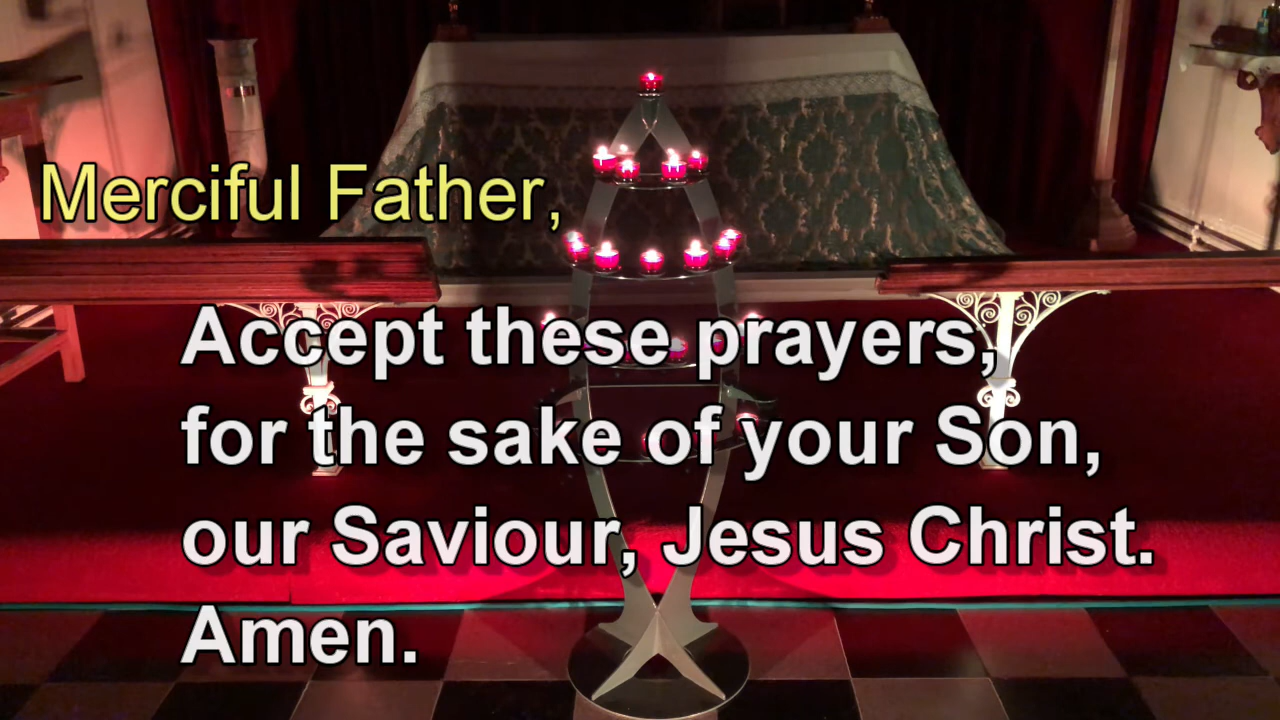 Merciful Father,
Accept these prayers,
for the sake of your Son,
our Saviour, Jesus Christ.
Amen.